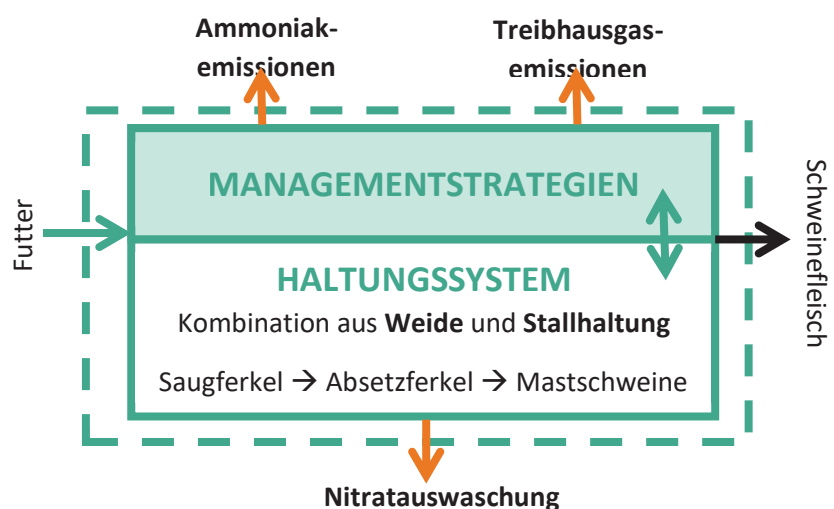 Ammoniak-
emissionen
Treibhausgas-
emissionen
MANAGEMENTSTRATEGIEN
Futter
Schweinefleisch
HALTUNGSSYSTEM
Kombination aus Weide und Stallhaltung
Saugferkel → Absetzferkel → Mastschweine
Nitratauswaschung